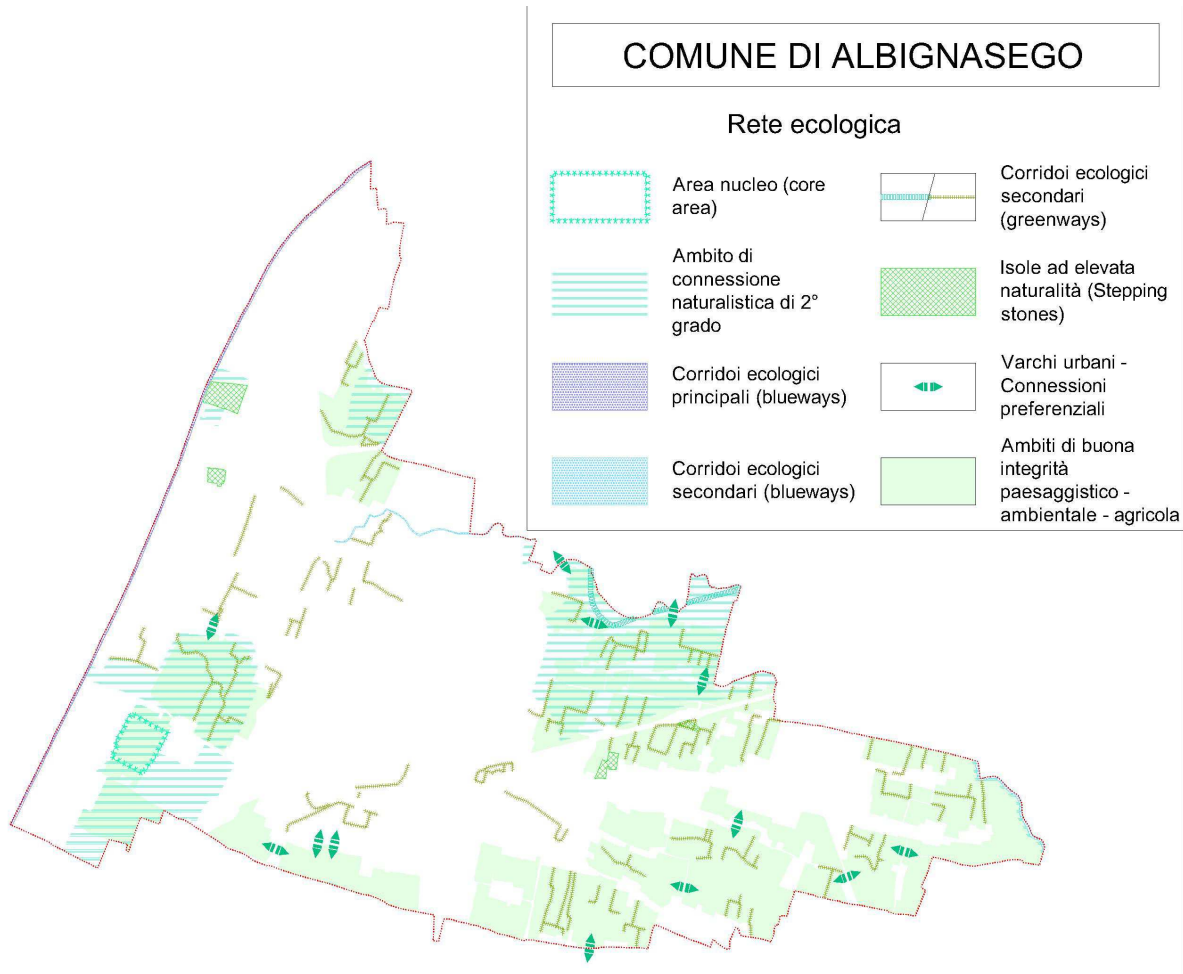 COMUNE DI ALBIGNASEGO
Rete ecologica
Area nucleo (core
area)
Ambito di
connessione
naturalistica di 2°
grado
Corridoi ecologici
principali (blueways)
Corridoi ecologici
secondari (blueways)
Corridoi ecologici
secondari
(greenways)
Isole ad elevata
naturalità (Stepping
stones)
Varchi urbani -
Connessioni
preferenziali
Ambiti di buona
integrità
paesaggistico -
ambientale - agricola